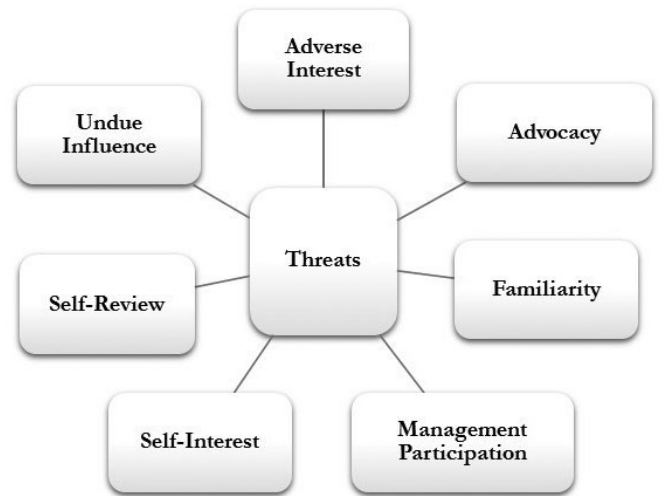 Adverse
Interest
Undue
Influence
Advocacy
Threats
Self-Review
Familiarity
Self-Interest
Management
Participation